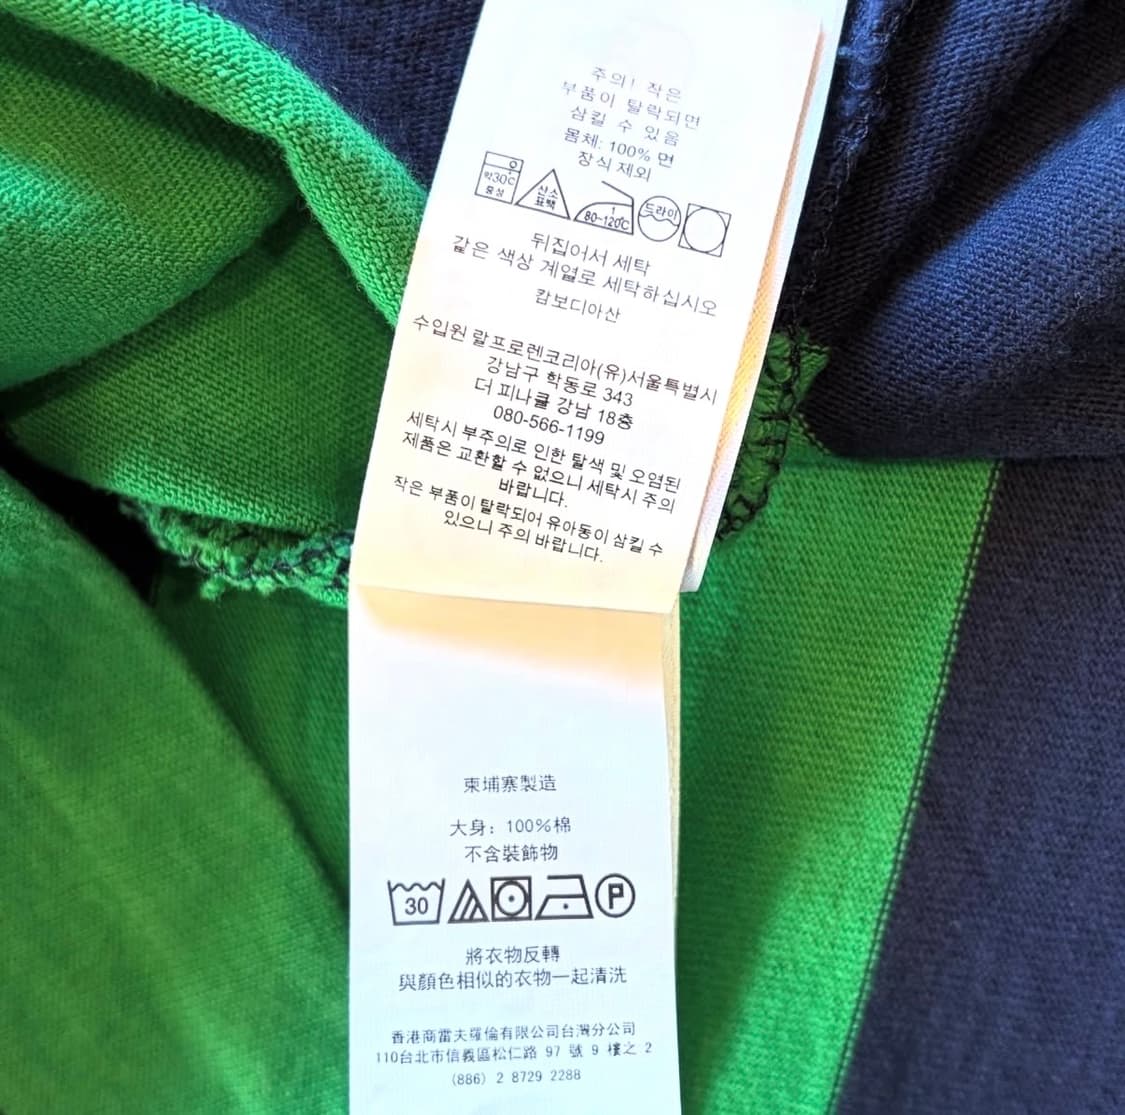 주의! 작은
부품이 탈락되면
삼킬 수 있음
몸체: 100% 면
장식 제외
약30℃
중성
산소
표백
80~120℃
드라이
뒤집어서 세탁
같은 색상 계열로 세탁하십시오
캄보디아산
수입원 랄프로렌코리아(유)서울특별시
강남구 학동로 343
더 피나클 강남 18층
080-566-1199
세탁시 부주의로 인한 탈색 및 오염된
제품은 교환할 수 없으니 세탁시 주의
바랍니다.
작은 부품이 탈락되어 유아동이 삼킬 수
있으니 주의 바랍니다.
柬埔寨製造
大身: 100%棉
不含裝飾物
30
P
將衣物反轉
與顏色相似的衣物一起清洗
香港商雷夫羅倫有限公司台灣分公司
110台北市信義區松仁路 97 號 9 樓之 2
(886) 2 8729 2288